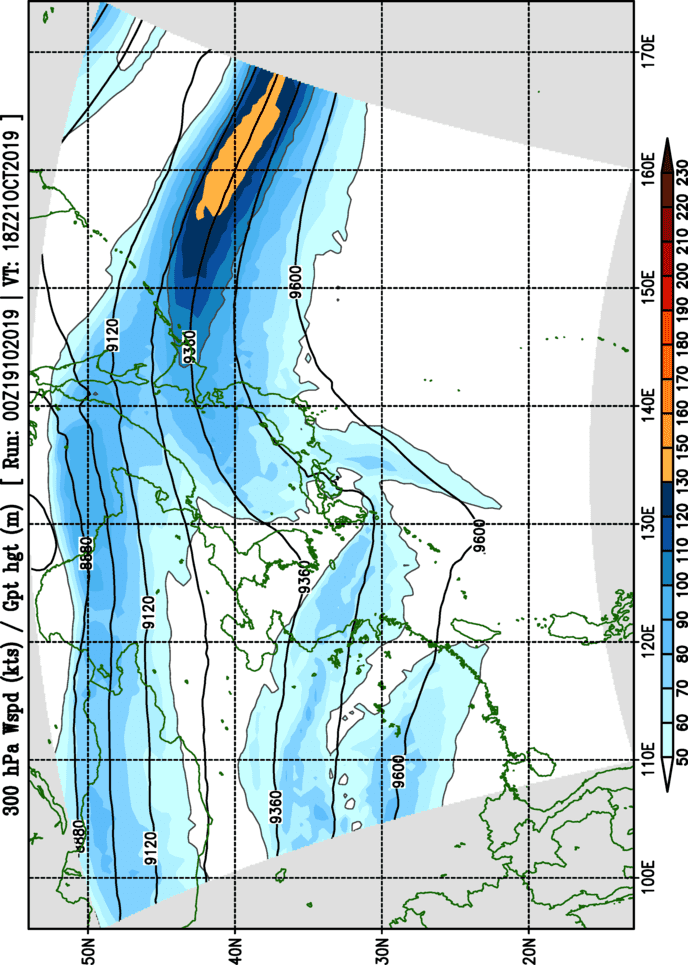 300 hPa Wspd (kts) / Gpt hgt (m) [ Run: 00Z19102019 | VT: 18Z21OCT2019 ]
170E
160E
150E
140E
130E
120E
110E
100E
50N
40N
30N
20N
9600
9120
9360
8880
9360
9600
9120
9600
9360
8880
9120
230
220
210
200
190
180
170
160
150
140
130
120
110
100
90
80
70
60
50